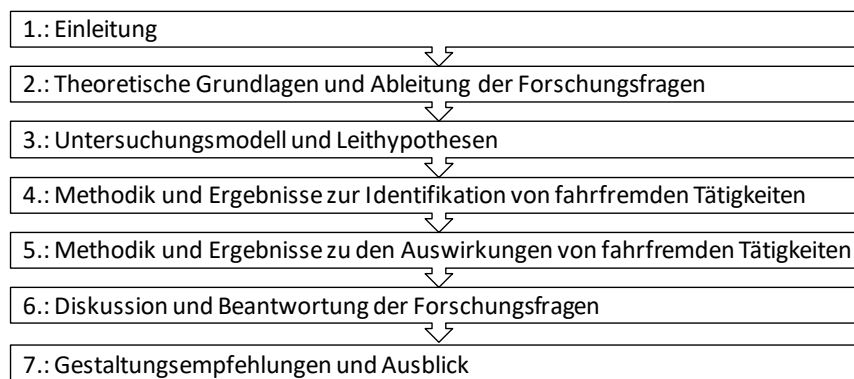 1.: Einleitung
2.: Theoretische Grundlagen und Ableitung der Forschungsfragen
3.: Untersuchungsmodell und Leithypothesen
4.: Methodik und Ergebnisse zur Identifikation von fahrfremden Tätigkeiten
5.: Methodik und Ergebnisse zu den Auswirkungen von fahrfremden Tätigkeiten
6.: Diskussion und Beantwortung der Forschungsfragen
7.: Gestaltungsempfehlungen und Ausblick